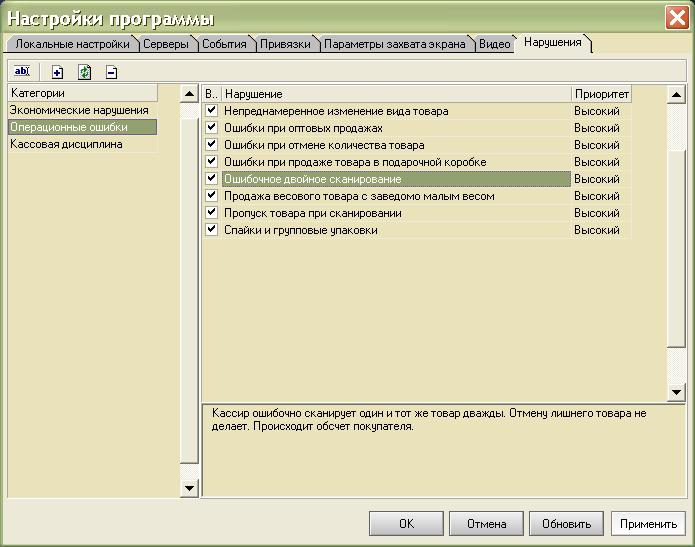 Настройки программы
Локальные настройки Серверы События Привязки Параметры захвата экрана Видео Нарушения
ab
Категории
Экономические нарушения
Операционные ошибки
Кассовая дисциплина
В.. Нарушение Приоритет
Непреднамеренное изменение вида товара Высокий
Ошибки при оптовых продажах Высокий
Ошибки при отмене количества товара Высокий
Ошибки при продаже товара в подарочной коробке Высокий
Ошибочное двойное сканирование Высокий
Продажа весового товара с заведомо малым весом Высокий
Пропуск товара при сканировании Высокий
Спайки и групповые упаковки Высокий
Кассир ошибочно сканирует один и тот же товар дважды. Отмену лишнего товара не
делает. Происходит обсчет покупателя.
OK Отмена Обновить Применить